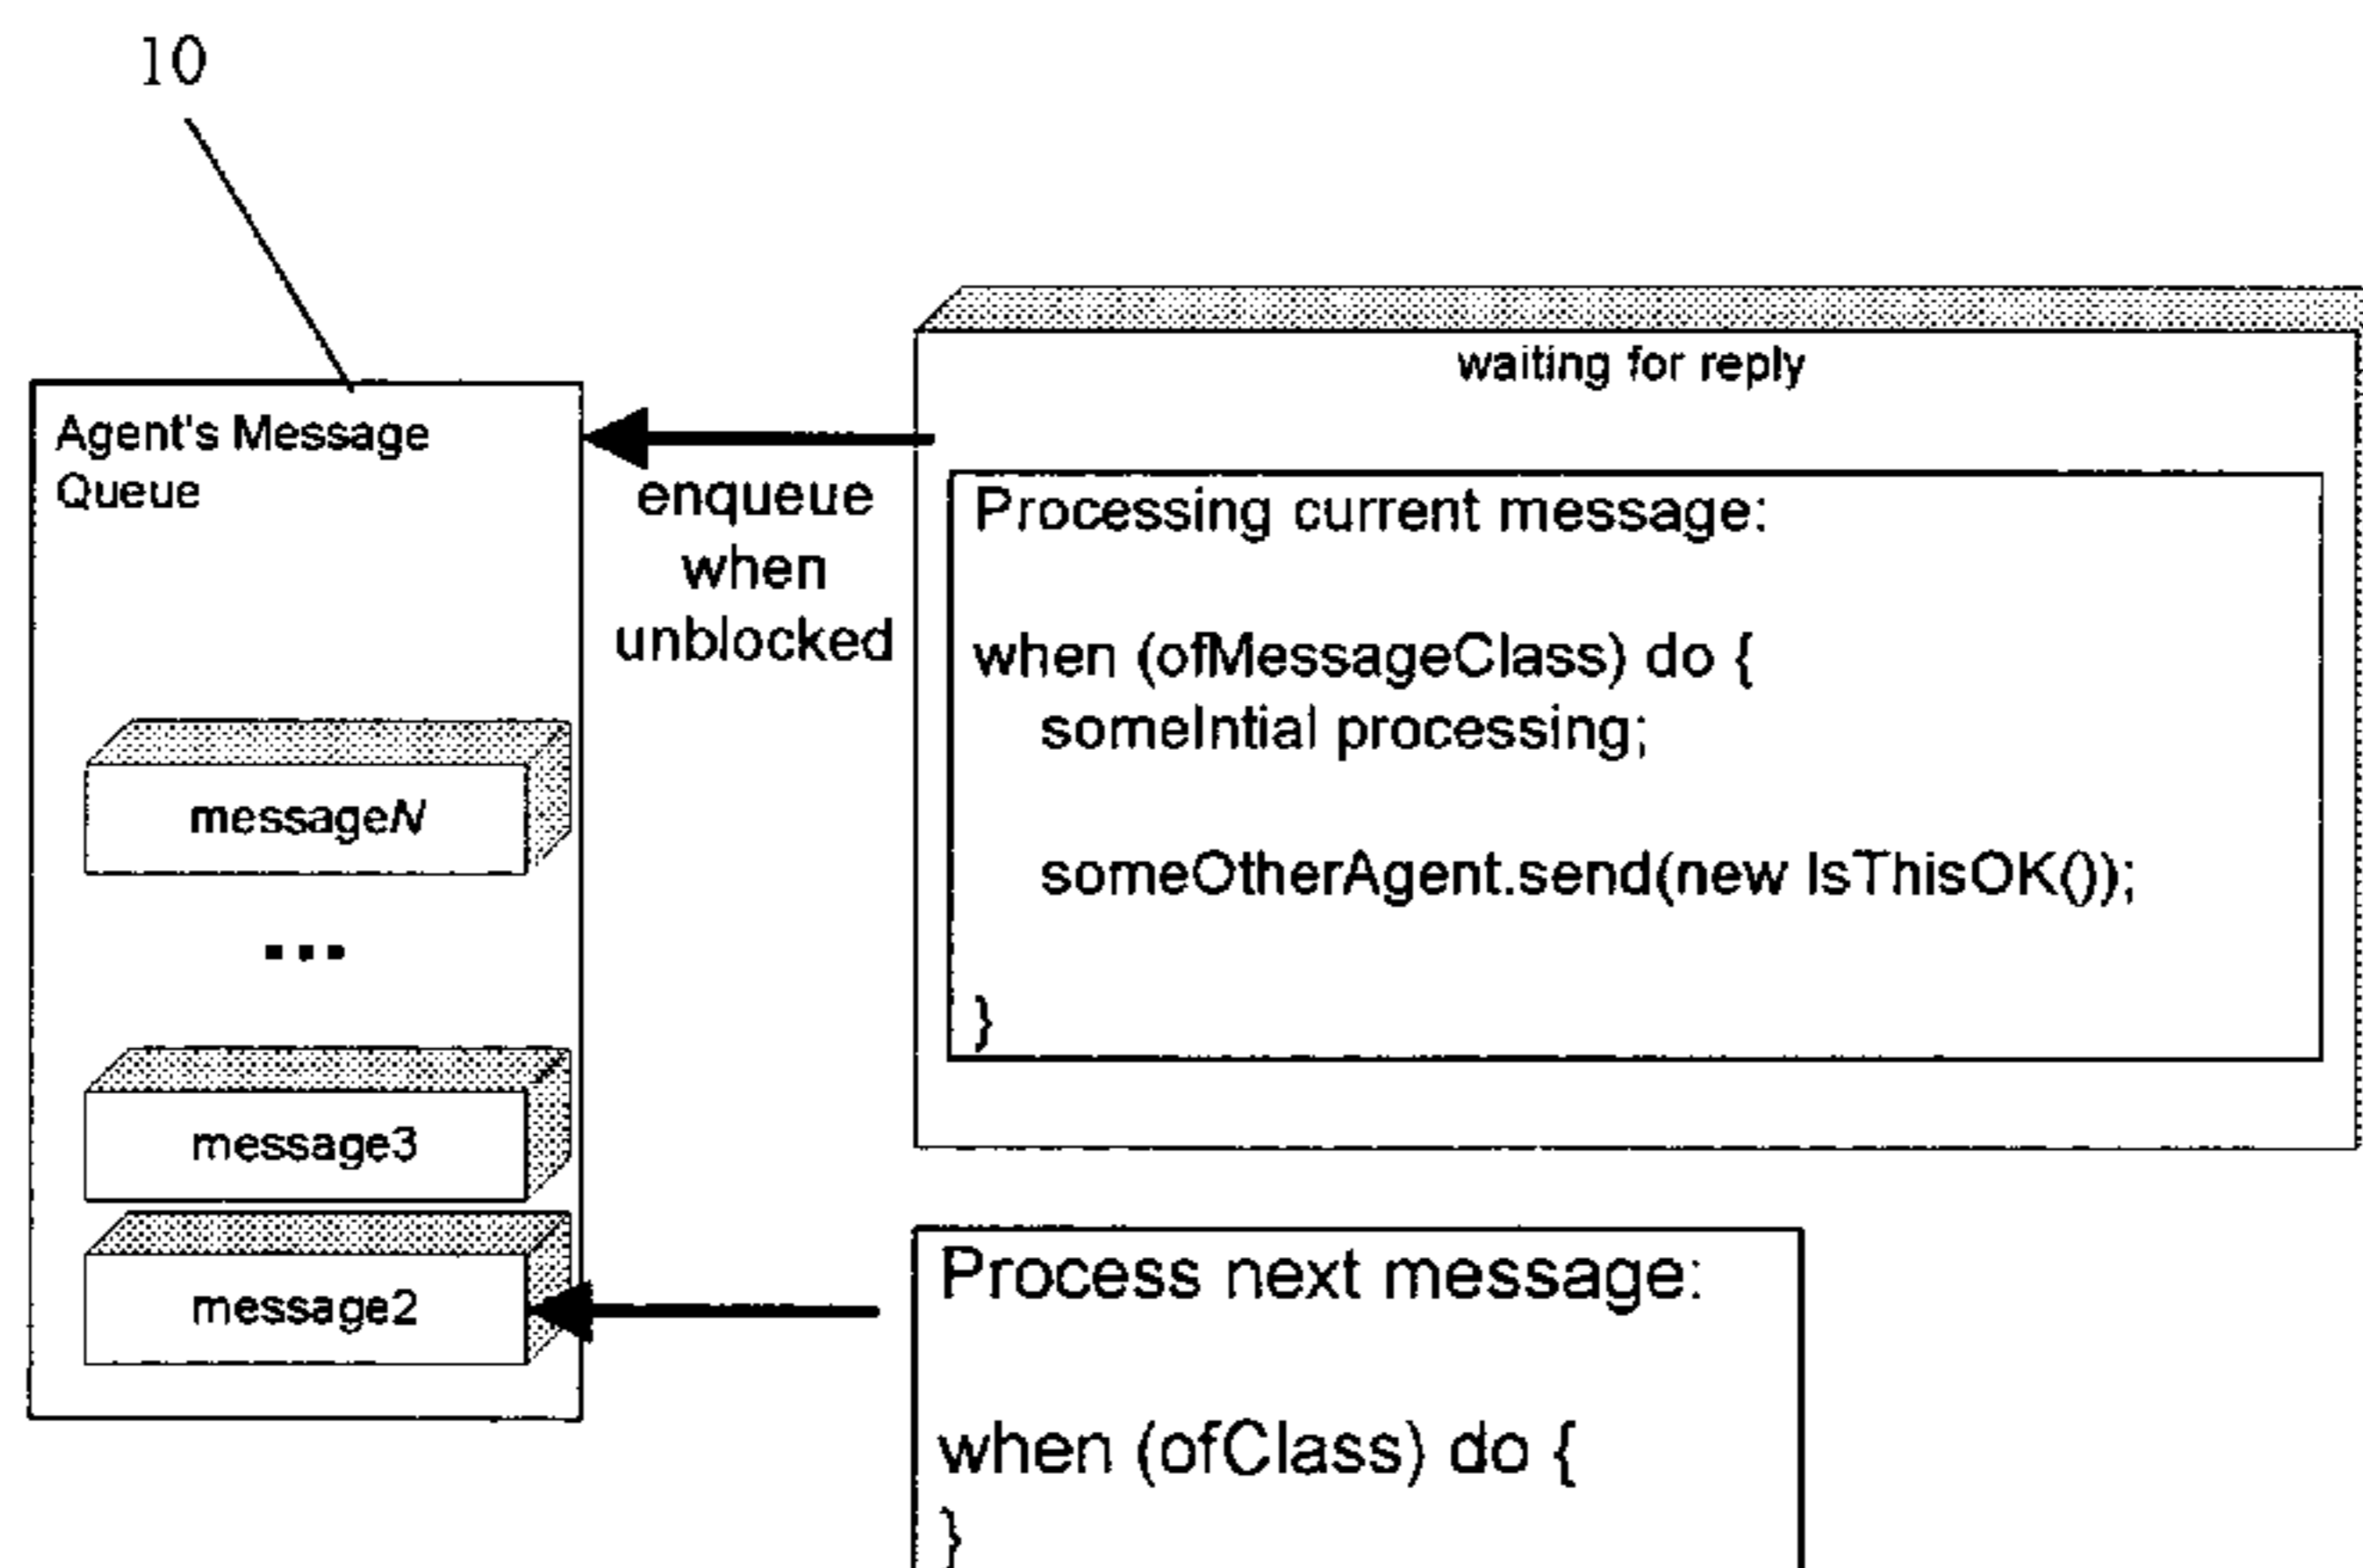 10
Agent's Message
Queue
messageN
...
message3
message2
enqueue
when
unblocked
waiting for reply
Processing current message:
when (ofMessageClass) do {
someIntial processing;
someOtherAgent.send(new IsThisOK());
}
Process next message:
when (ofClass) do {
}